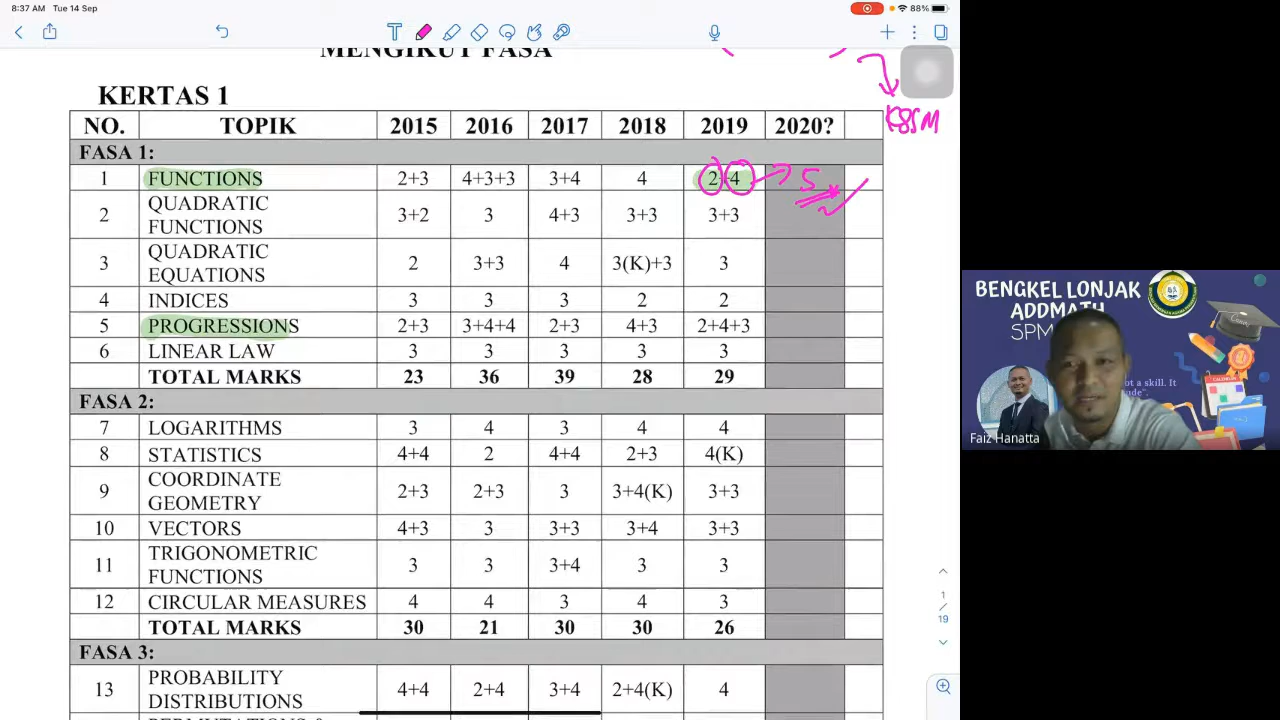 8:37 AM Tue 14 Sep
88%
MENGIKUT FASA
KERTAS 1
KBSM
NO. TOPIK 2015 2016 2017 2018 2019 2020?
FASA 1:
1 FUNCTIONS 2+3 4+3+3 3+4 4 2+4
5
2 QUADRATIC FUNCTIONS 3+2 3 4+3 3+3 3+3
3 QUADRATIC EQUATIONS 2 3+3 4 3(K)+3 3
4 INDICES 3 3 3 2 2
5 PROGRESSIONS 2+3 3+4+4 2+3 4+3 2+4+3
6 LINEAR LAW 3 3 3 3 3
TOTAL MARKS 23 36 39 28 29
FASA 2:
7 LOGARITHMS 3 4 3 4 4
8 STATISTICS 4+4 2 4+4 2+3 4(K)
9 COORDINATE GEOMETRY 2+3 2+3 3 3+4(K) 3+3
10 VECTORS 4+3 3 3+3 3+4 3+3
11 TRIGONOMETRIC FUNCTIONS 3 3 3+4 3 3
12 CIRCULAR MEASURES 4 4 3 4 3
TOTAL MARKS 30 21 30 30 26
FASA 3:
13 PROBABILITY DISTRIBUTIONS 4+4 2+4 3+4 2+4(K) 4
1
/
19
BENGKEL LONJAK
ADDMATH
SPM
ot a skill. It
ude".
CALENDAR
Faiz Hanatta